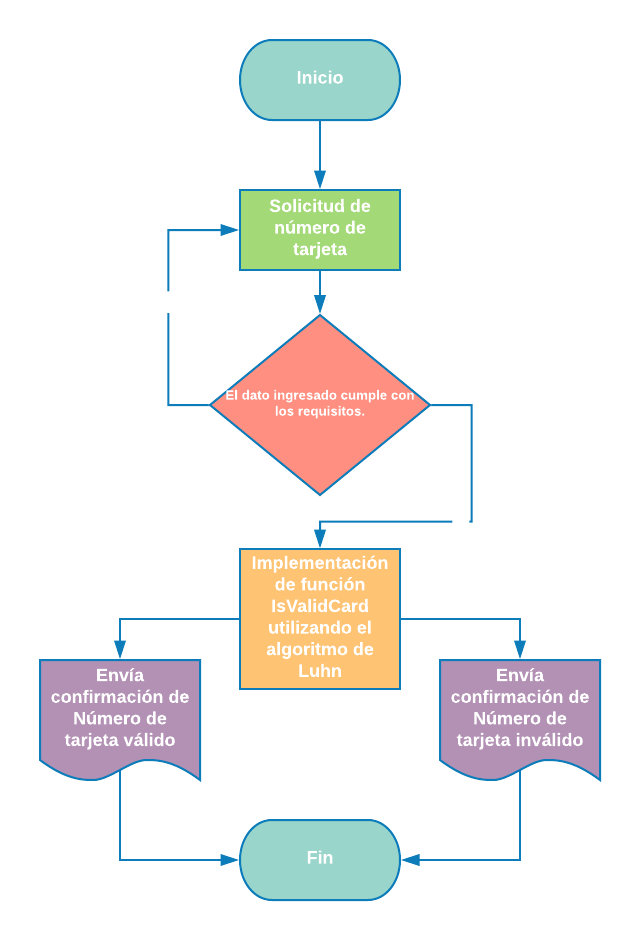 Inicio
Solicitud de
número de
tarjeta
El dato ingresado cumple con
los requisitos.
Implementación
de función
IsValidCard
utilizando el
algoritmo de
Luhn
Envía
confirmación de
Número de
tarjeta válido
Envía
confirmación de
Número de
tarjeta inválido
Fin